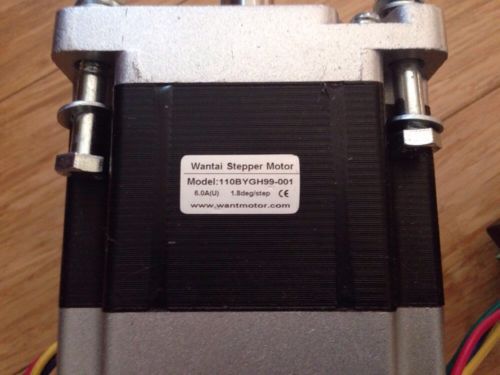 Wantai Stepper Motor
Model:110BYGH99-001
6.0A(U) 1.8deg/step CE
www.wantmotor.com